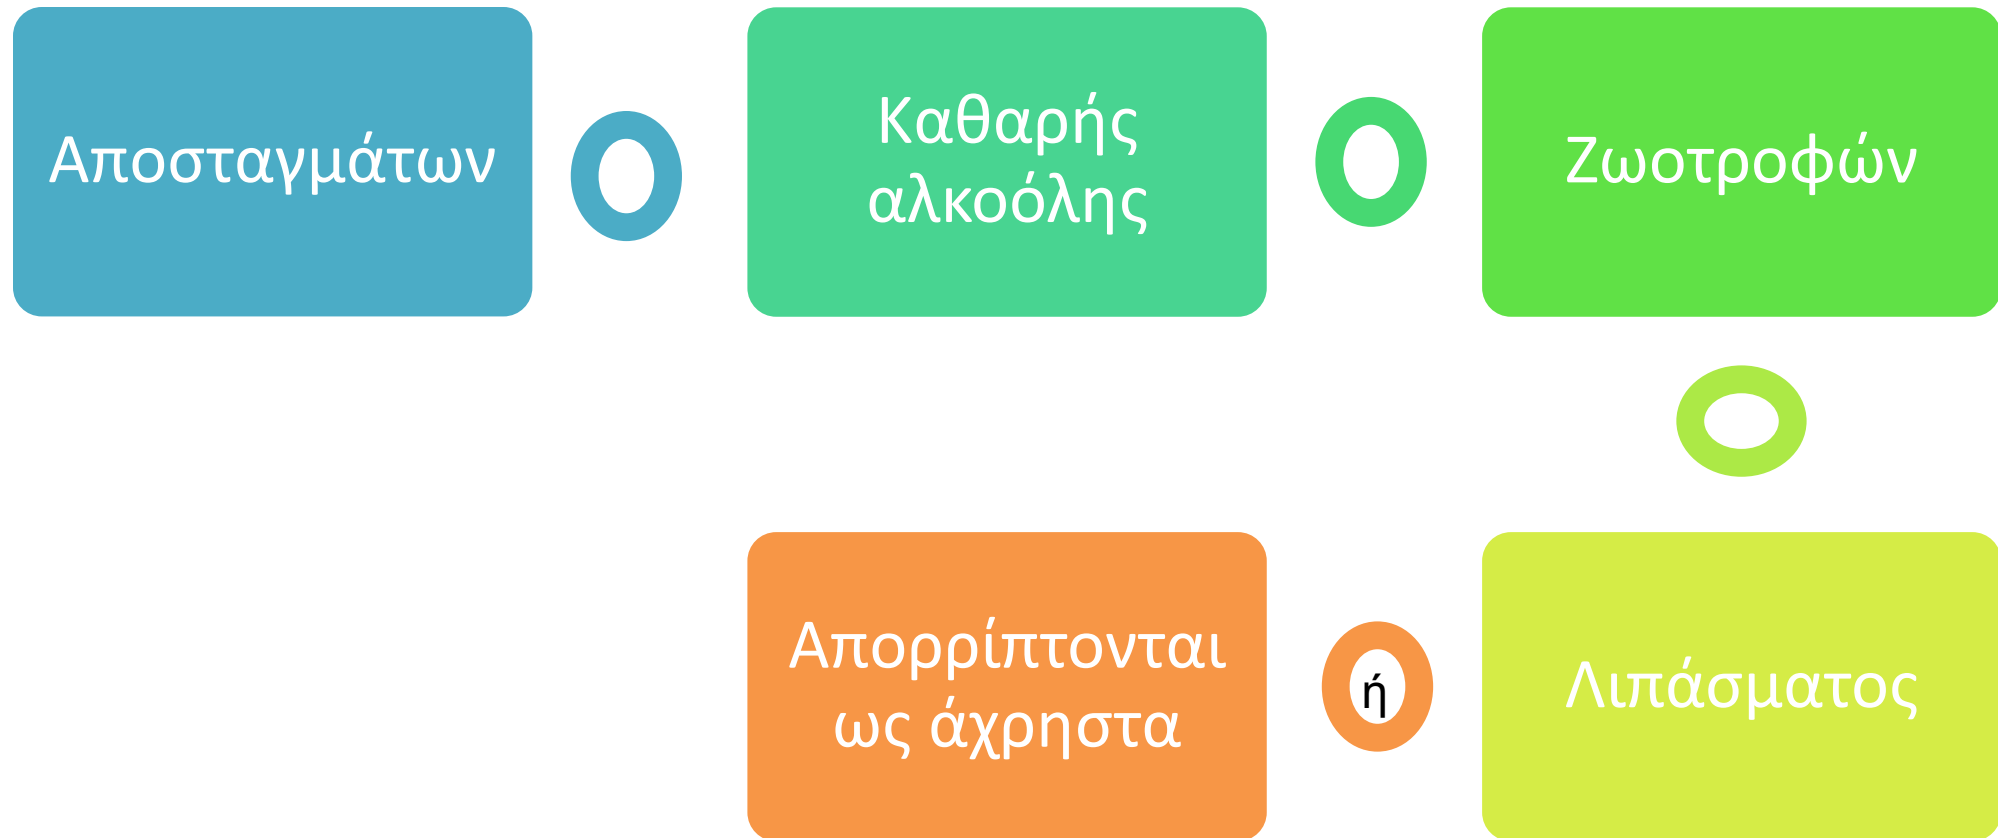 Αποσταγμάτων
Καθαρής
αλκοόλης
Ζωοτροφών
Λιπάσματος
ή
Απορρίπτονται
ως άχρηστα